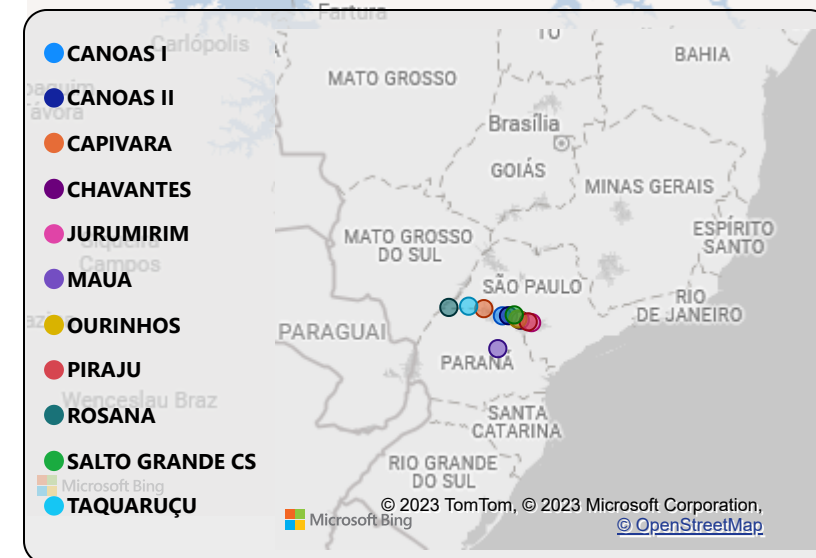 Fartura
Carlópolis
CANOAS I
CANOAS II
CAPIVARA
CHAVANTES
JURUMIRIM
Siqueira
Campos
MAUA
OURINHOS
PIRAJU
Wenceslau Braz
ROSANA
SALTO GRANDE CS
Microsoft Bing
TAQUARUÇU
TO
BAHIA
MATO GROSSO
Brasília
GOIÁS
MINAS GERAIS
ESPÍRITO
SANTO
MATO GROSSO
DO SUL
SÃO PAULO
RIO
DE JANEIRO
PARAGUAI
PARANÁ
SANTA
CATARINA
RIO GRANDE
DO SUL
© 2023 TomTom, © 2023 Microsoft Corporation,
Microsoft Bing
© OpenStreetMap